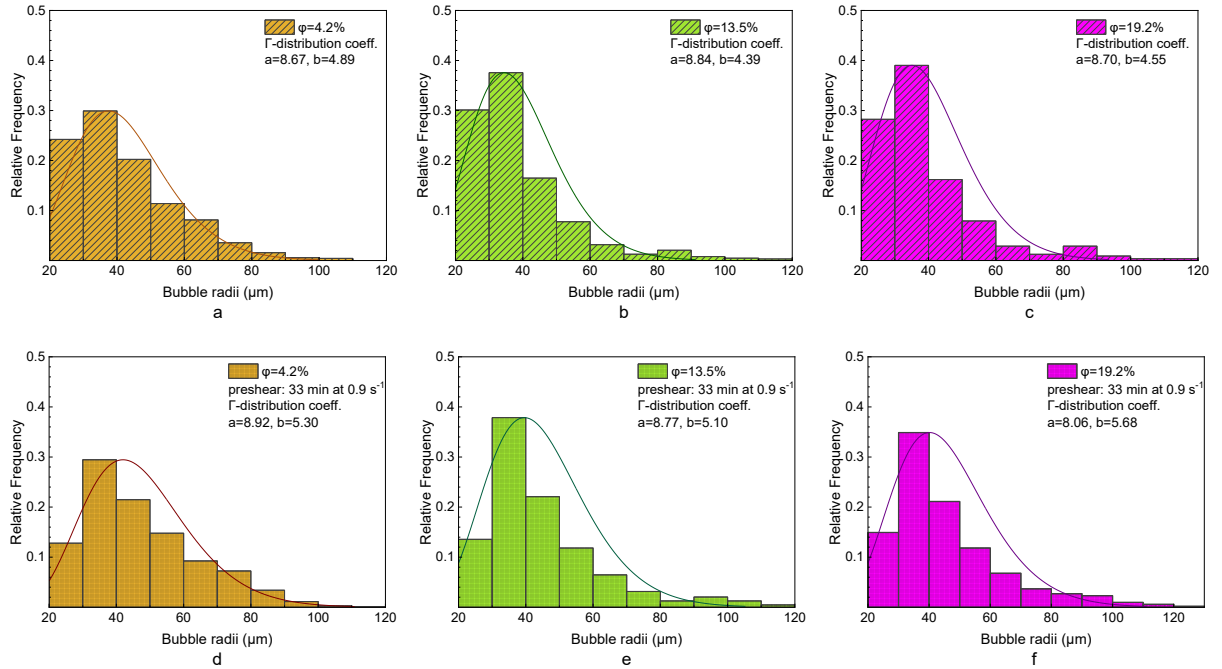 φ=4.2%
Γ-distribution coeff.
a=8.67, b=4.89
0.5
0.4
0.3
0.2
0.1
Relative Frequency
20 40 60 80 100 120
Bubble radii (μm)
a
φ=13.5%
Γ-distribution coeff.
a=8.84, b=4.39
0.5
0.4
0.3
0.2
0.1
Relative Frequency
20 40 60 80 100 120
Bubble radii (μm)
b
φ=19.2%
Γ-distribution coeff.
a=8.70, b=4.55
0.5
0.4
0.3
0.2
0.1
Relative Frequency
20 40 60 80 100 120
Bubble radii (μm)
c
φ=4.2%
preshear: 33 min at 0.9 s⁻¹
Γ-distribution coeff.
a=8.92, b=5.30
0.5
0.4
0.3
0.2
0.1
Relative Frequency
20 40 60 80 100 120
Bubble radii (μm)
d
φ=13.5%
preshear: 33 min at 0.9 s⁻¹
Γ-distribution coeff.
a=8.77, b=5.10
0.5
0.4
0.3
0.2
0.1
Relative Frequency
20 40 60 80 100 120
Bubble radii (μm)
e
φ=19.2%
preshear: 33 min at 0.9 s⁻¹
Γ-distribution coeff.
a=8.06, b=5.68
0.5
0.4
0.3
0.2
0.1
Relative Frequency
20 40 60 80 100 120
Bubble radii (μm)
f